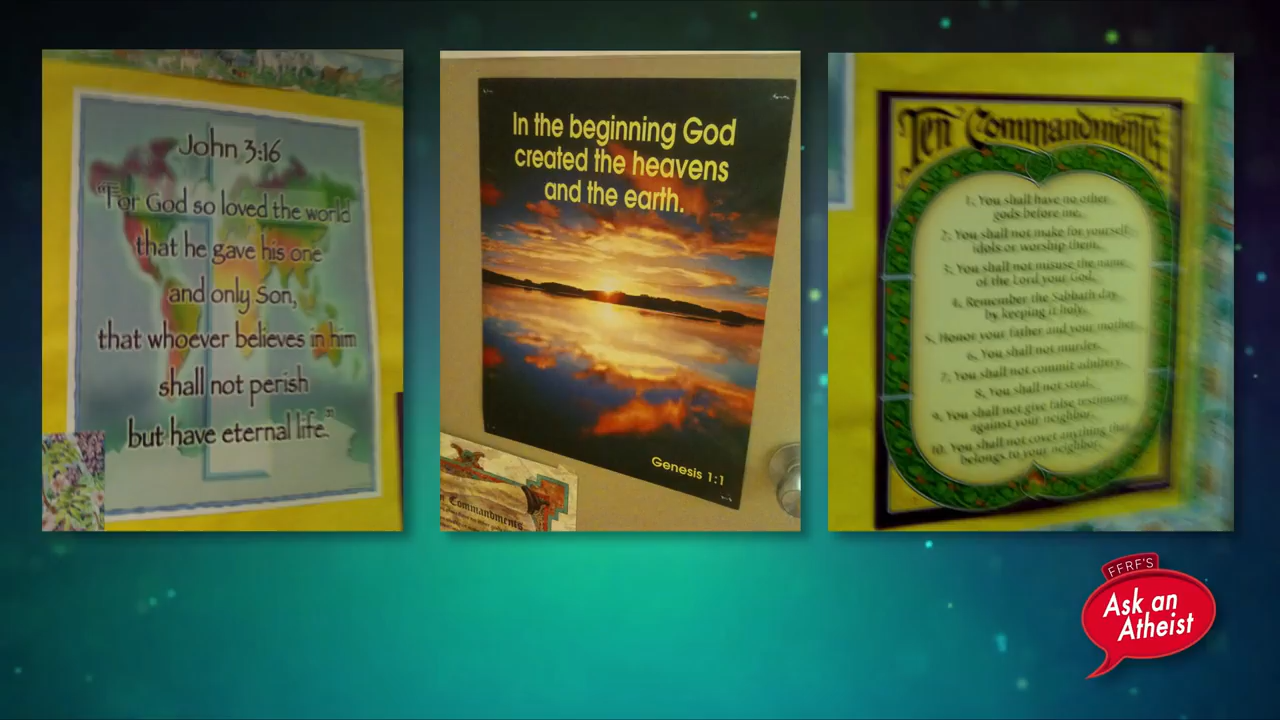 John 3:16
"For God so loved the world
that he gave his one
and only Son,
that whoever believes in him
shall not perish
but have eternal life."
In the beginning God
created the heavens
and the earth.
Genesis 1:1
Commandments
Ten Commandments
1. You shall have no other
gods before me.
2. You shall not make for yourself
idols or worship them.
3. You shall not misuse the name
of the Lord your God.
4. Remember the Sabbath day
by keeping it holy.
5. Honor your father and your mother.
6. You shall not murder.
7. You shall not commit adultery.
8. You shall not steal.
9. You shall not give false testimony
against your neighbor.
10. You shall not covet anything that
belongs to your neighbor.
FFRF'S
Ask an
Atheist